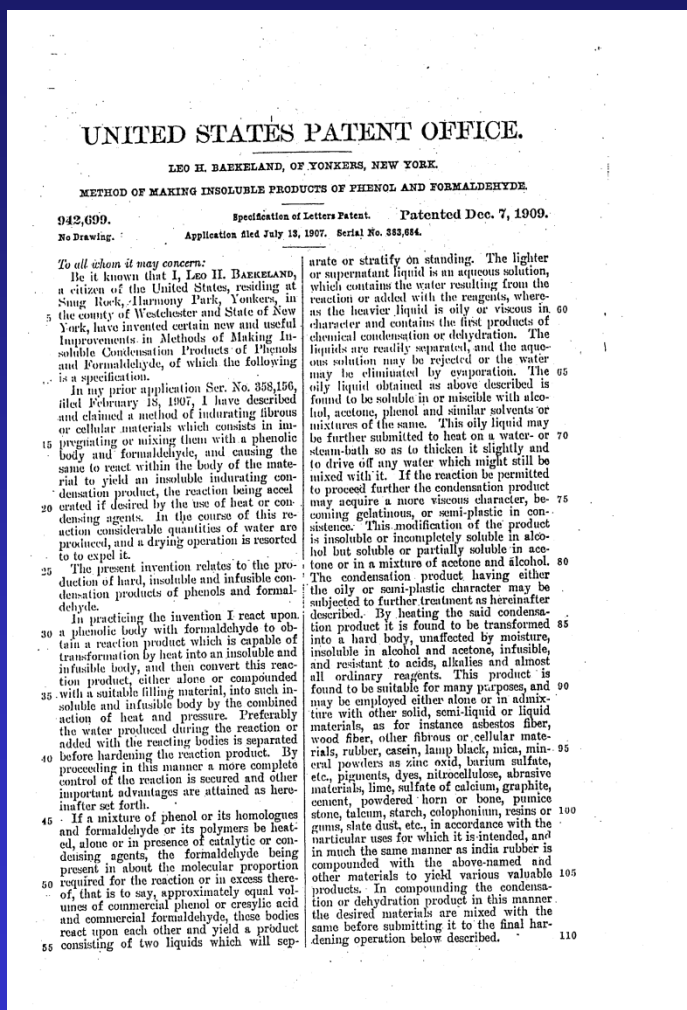 UNITED STATES PATENT OFFICE.
LEO H. BAEKELAND, OF YONKERS, NEW YORK.
METHOD OF MAKING INSOLUBLE PRODUCTS OF PHENOL AND FORMALDEHYDE.
942,699. Specification of Letters Patent. Patented Dec. 7, 1909.
No Drawing. Application filed July 13, 1907. Serial No. 383,684.
To all whom it may concern:
Be it known that I, LEO H. BAEKELAND,
a citizen of the United States, residing at
Snug Rock, Harmony Park, Yonkers, in
5 the county of Westchester and State of New
York, have invented certain new and useful
Improvements in Methods of Making In-
soluble Condensation Products of Phenols
and Formaldehyde, of which the following
is a specification.
In my prior application Ser. No. 358,156,
filed February 18, 1907, I have described
and claimed a method of indurating fibrous
or cellular materials which consists in im-
15 pregnating or mixing them with a phenolic
body and formaldehyde, and causing the
same to react within the body of the mate-
rial to yield an insoluble indurating con-
densation product, the reaction being accel
20 erated if desired by the use of heat or con-
densing agents. In the course of this re-
action considerable quantities of water are
produced, and a drying operation is resorted
to to expel it.
25 The present invention relates to the pro-
duction of hard, insoluble and infusible con-
densation products of phenols and formal-
dehyde.
In practicing the invention I react upon
30 a phenolic body with formaldehyde to ob-
tain a reaction product which is capable of
transformation by heat into an insoluble and
infusible body, and then convert this reac-
tion product, either alone or compounded
35 with a suitable filling material, into such in-
soluble and infusible body by the combined
action of heat and pressure. Preferably
the water produced during the reaction or
added with the reacting bodies is separated
40 before hardening the reaction product. By
proceeding in this manner a more complete
control of the reaction is secured and other
important advantages are attained as here-
inafter set forth.
45 If a mixture of phenol or its homologues
and formaldehyde or its polymers be heat-
ed, alone or in presence of catalytic or con-
densing agents, the formaldehyde being
present in about the molecular proportion
50 required for the reaction or in excess there-
of, that is to say, approximately equal vol-
umes of commercial phenol or cresylic acid
and commercial formaldehyde, these bodies
react upon each other and yield a product
55 consisting of two liquids which will sep-
arate or stratify on standing. The lighter
or supernatant liquid is an aqueous solution,
which contains the water resulting from the
reaction or added with the reagents, where-
as the heavier liquid is oily or viscous in 60
character and contains the first products of
chemical condensation or dehydration. The
liquids are readily separated, and the aque-
ous solution may be rejected or the water
may be eliminated by evaporation. The 65
oily liquid obtained as above described is
found to be soluble in or miscible with alco-
hol, acetone, phenol and similar solvents or
mixtures of the same. This oily liquid may
be further submitted to heat on a water- or 70
steam-bath so as to thicken it slightly and
to drive off any water which might still be
mixed with it. If the reaction be permitted
to proceed further the condensation product
may acquire a more viscous character, be- 75
coming gelatinous, or semi-plastic in con-
sistence. This modification of the product
is insoluble or incompletely soluble in alco-
hol but soluble or partially soluble in ace-
tone or in a mixture of acetone and alcohol. 80
The condensation product having either
the oily or semi-plastic character may be
subjected to further treatment as hereinafter
described. By heating the said condensa-
tion product it is found to be transformed 85
into a hard body, unaffected by moisture,
insoluble in alcohol and acetone, infusible,
and resistant to acids, alkalies and almost
all ordinary reagents. This product is
found to be suitable for many purposes, and 90
may be employed either alone or in admix-
ture with other solid, semi-liquid or liquid
materials, as for instance asbestos fiber,
wood fiber, other fibrous or cellular mate-
rials, rubber, casein, lamp black, mica, min- 95
eral powders as zinc oxid, barium sulfate,
etc., pigments, dyes, nitrocellulose, abrasive
materials, lime, sulfate of calcium, graphite,
cement, powdered horn or bone, pumice
stone, talcum, starch, colophonium, resins or 100
gums, slate dust, etc., in accordance with the
particular uses for which it is intended, and
in much the same manner as india rubber is
compounded with the above-named and
other materials to yield various valuable 105
products. In compounding the condensa-
tion or dehydration product in this manner
the desired materials are mixed with the
same before submitting it to the final har-
dening operation below described. 110